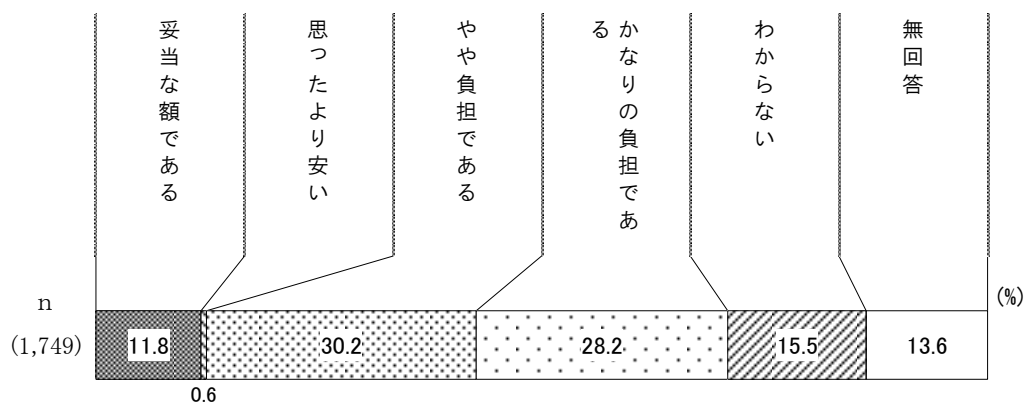 妥当な額である
思ったより安い
やや負担である
かなりの負担であ
る
わからない
無回答
(%)
n
(1,749)
11.8
0.6
30.2
28.2
15.5
13.6